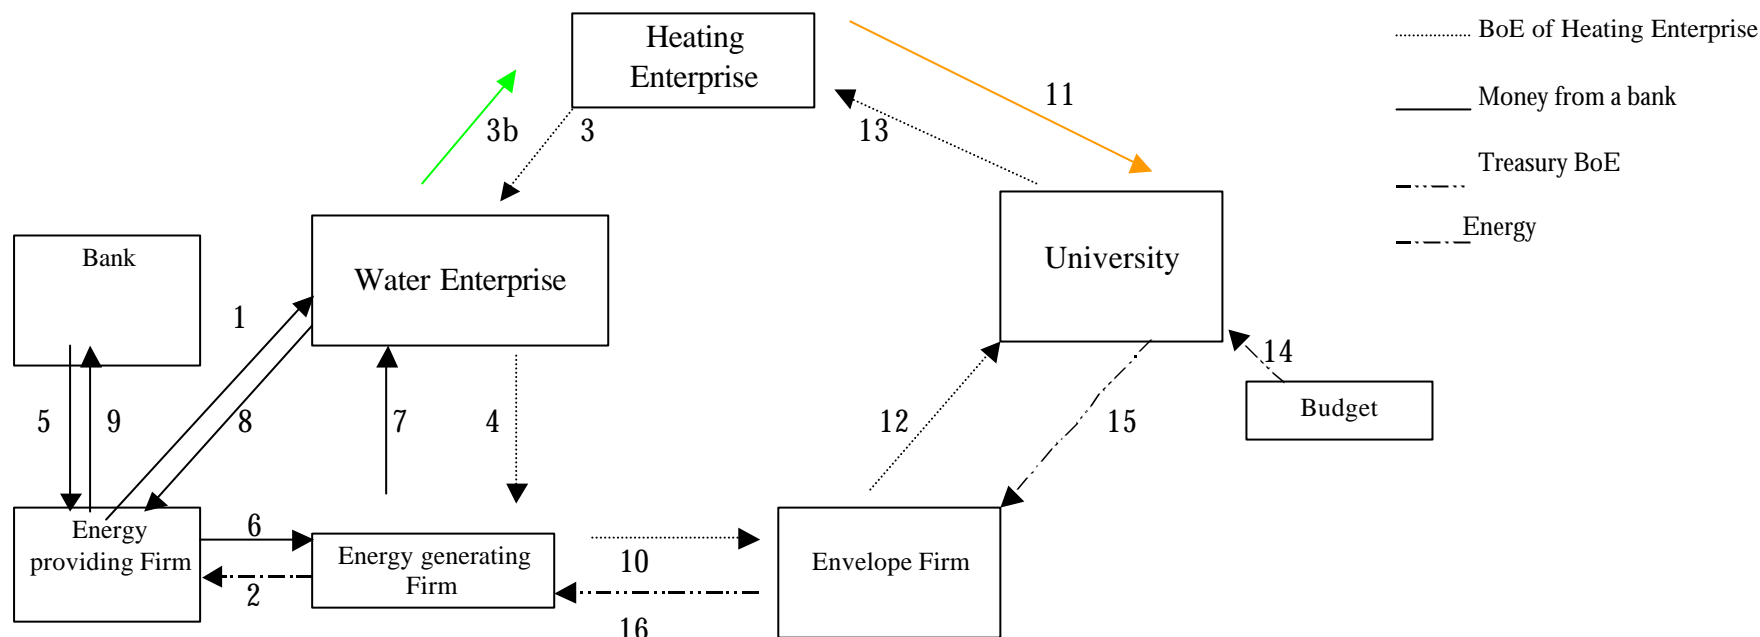 Heating
Enterprise
11
BoE of Heating Enterprise
Money from a bank
Treasury BoE
Energy
3b
3
13
Bank
Water Enterprise
University
1
14
Budget
5
9
8
7
4
12
15
Energy
providing Firm
6
2
Energy generating
Firm
10
16
Envelope Firm